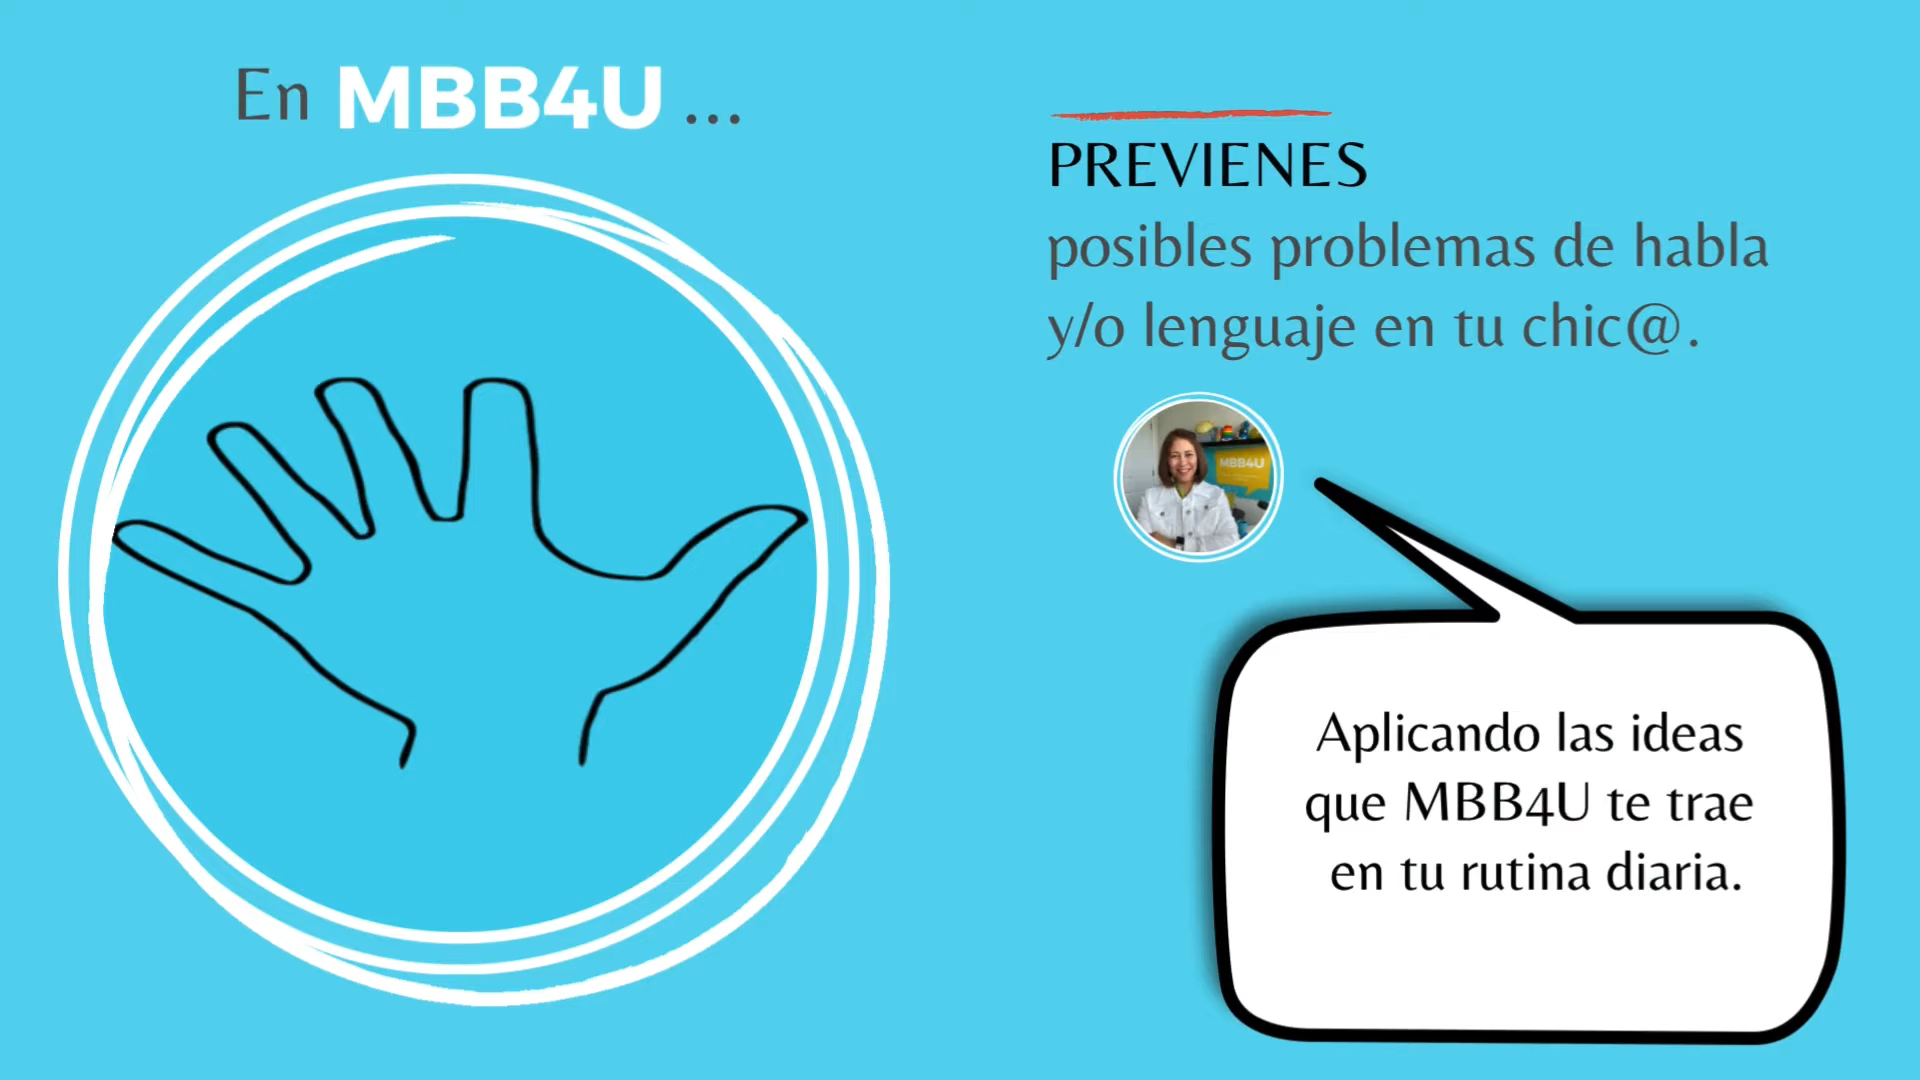 En MBB4U ...
PREVIENES
posibles problemas de habla
y/o lenguaje en tu chic@.
MBB4U
Aplicando las ideas
que MBB4U te trae
en tu rutina diaria.